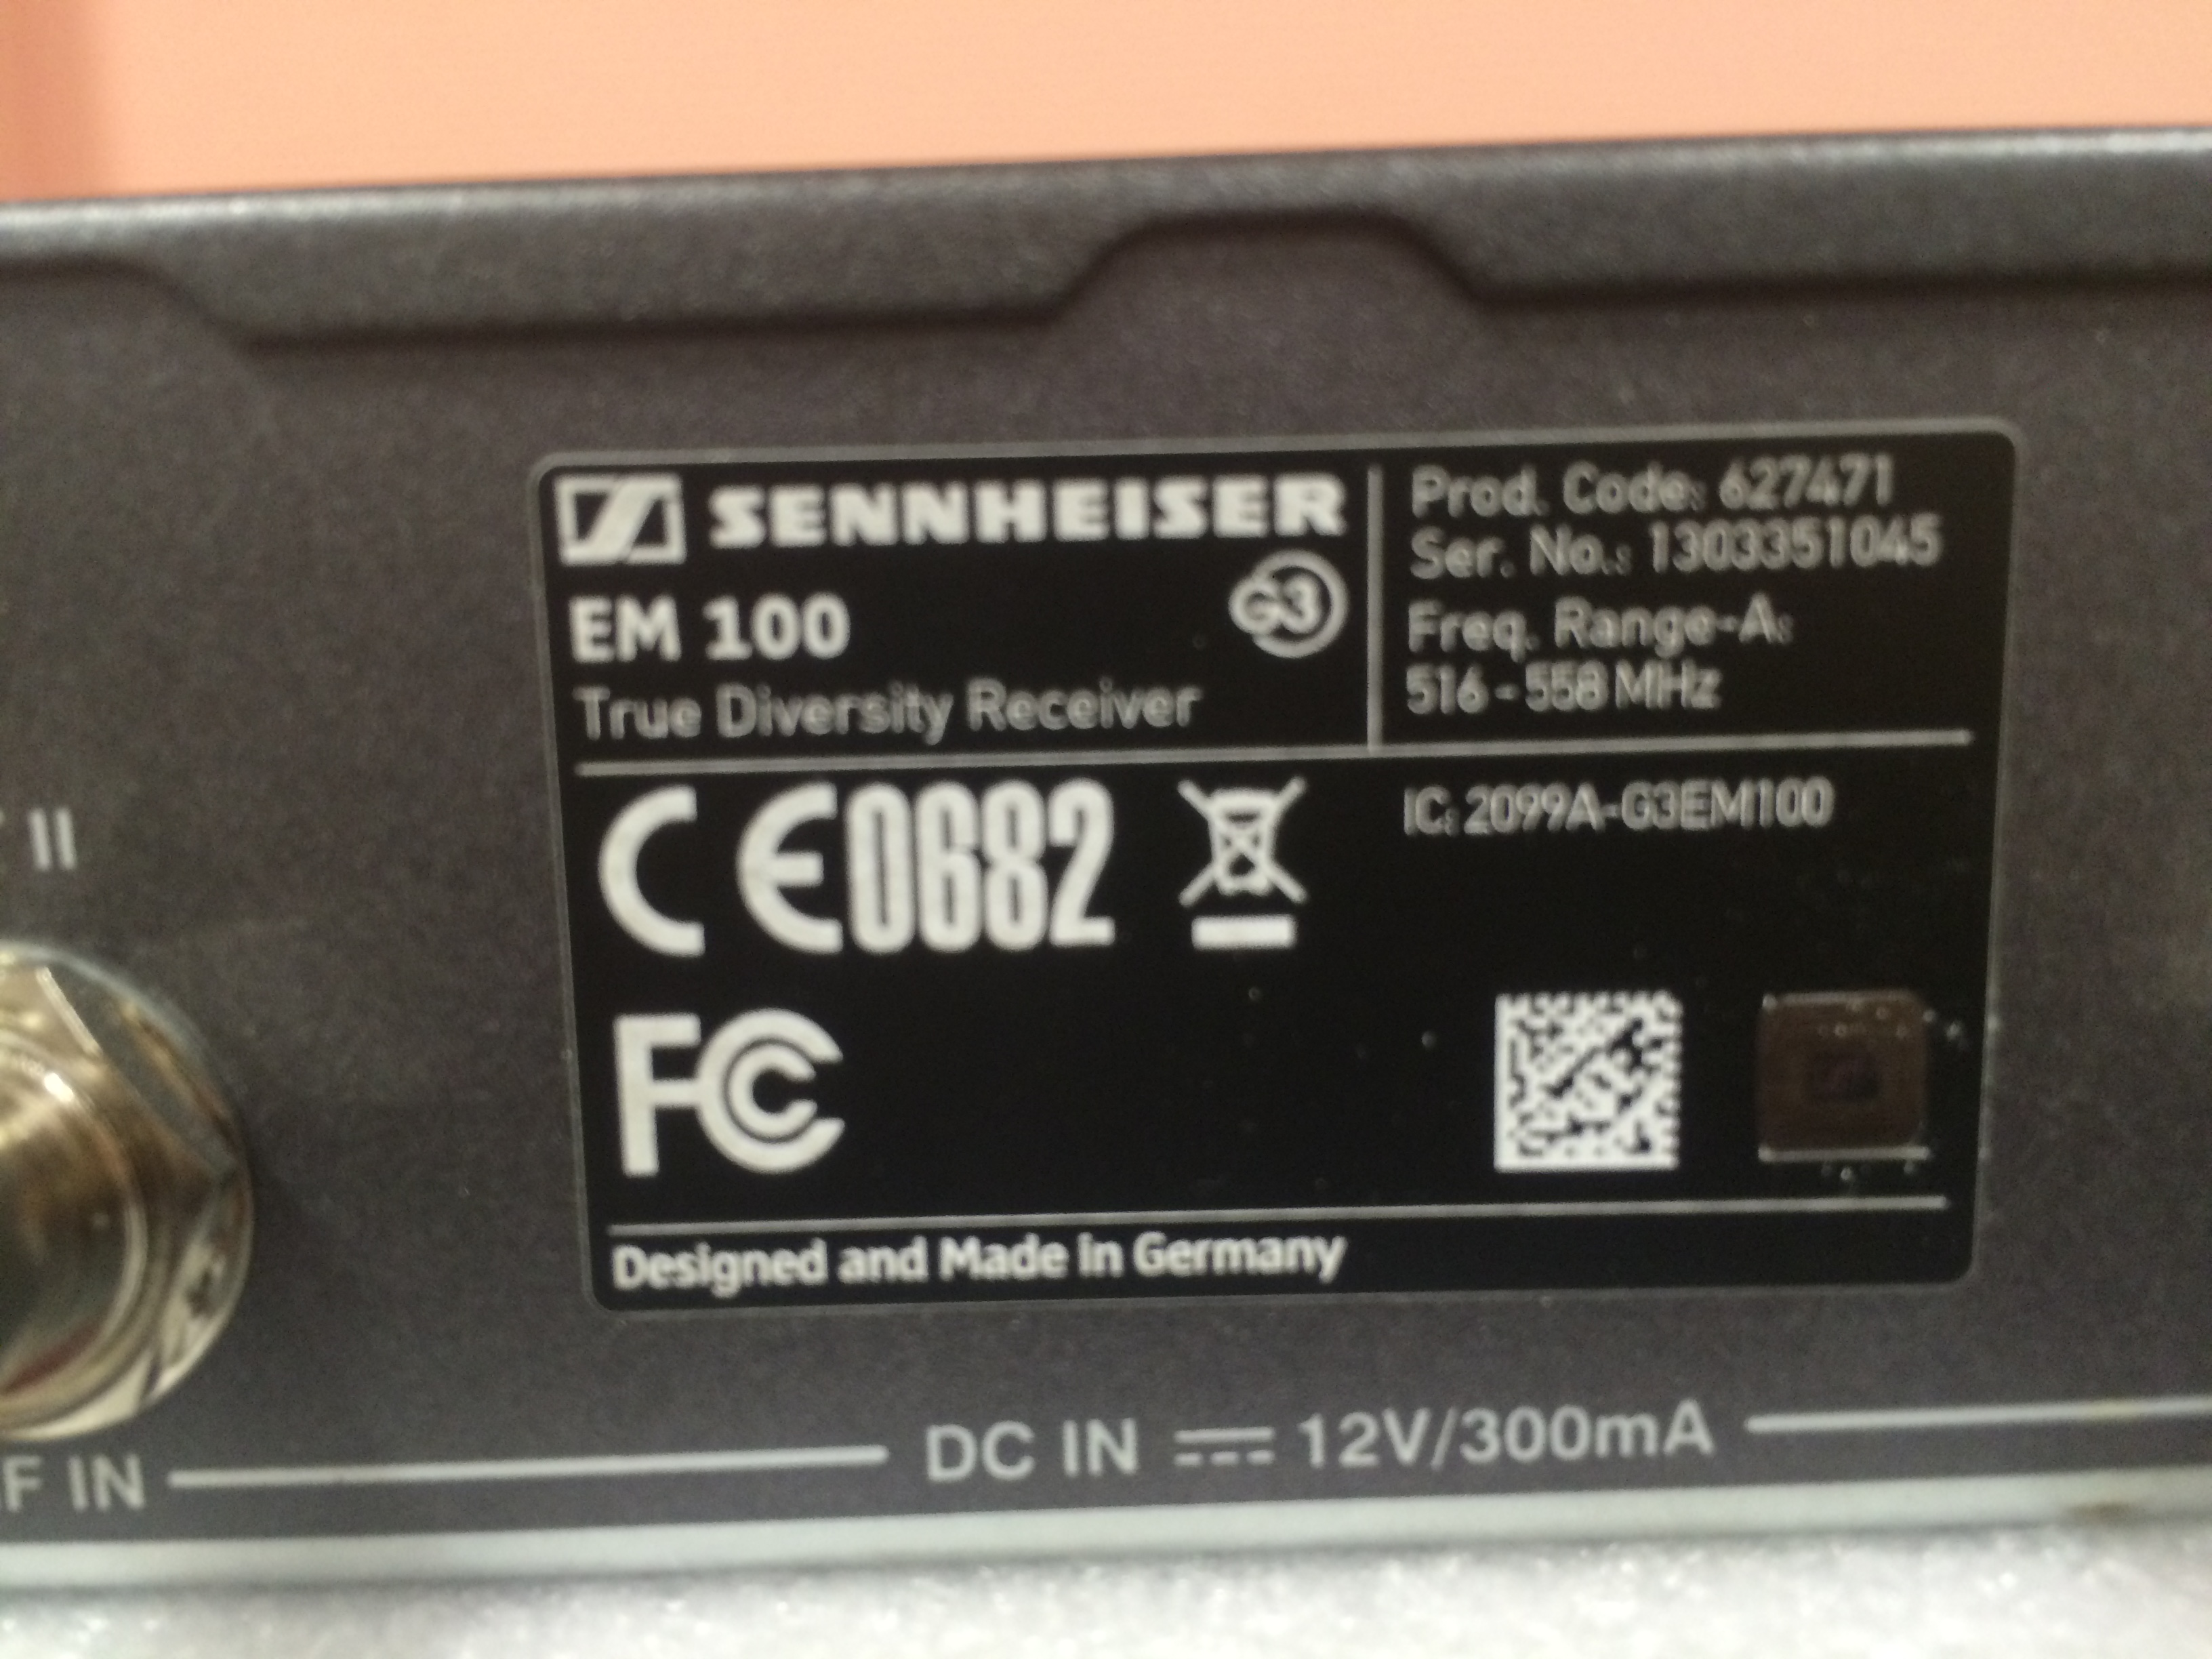 SENNHEISER
EM 100
G3
True Diversity Receiver
Prod. Code: 627471
Ser. No.: 1303351045
Freq. Range-A:
516 - 558 MHz
CE0682
IC: 2099A-G3EM100
FC
Designed and Made in Germany
II
F IN
DC IN 12V/300mA